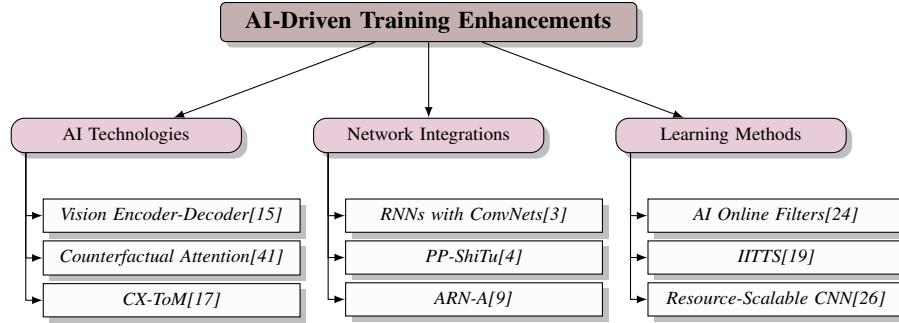 AI-Driven Training Enhancements
AI Technologies
Network Integrations
Learning Methods
Vision Encoder-Decoder[15]
RNNs with ConvNets[3]
AI Online Filters[24]
Counterfactual Attention[41]
PP-ShiTu[4]
IITTS[19]
CX-ToM[17]
ARN-A[9]
Resource-Scalable CNN[26]